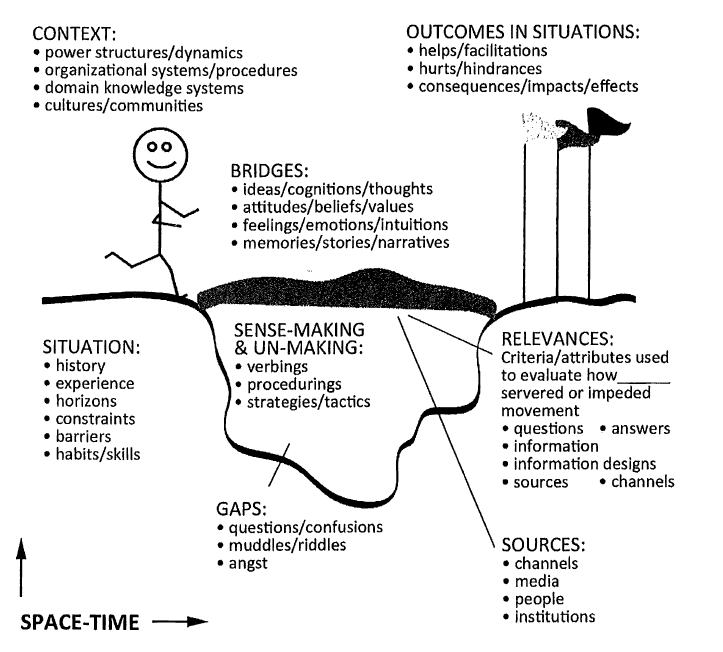 CONTEXT:
• power structures/dynamics
• organizational systems/procedures
• domain knowledge systems
• cultures/communities
OUTCOMES IN SITUATIONS:
• helps/facilitations
• hurts/hindrances
• consequences/impacts/effects
BRIDGES:
• ideas/cognitions/thoughts
• attitudes/beliefs/values
• feelings/emotions/intuitions
• memories/stories/narratives
SITUATION:
• history
• experience
• horizons
• constraints
• barriers
• habits/skills
SENSE-MAKING
& UN-MAKING:
• verbings
• procedurings
• strategies/tactics
RELEVANCES:
Criteria/attributes used
to evaluate how______
servered or impeded
movement
• questions • answers
• information
• information designs
• sources • channels
GAPS:
• questions/confusions
• muddles/riddles
• angst
SOURCES:
• channels
• media
• people
• institutions
SPACE-TIME